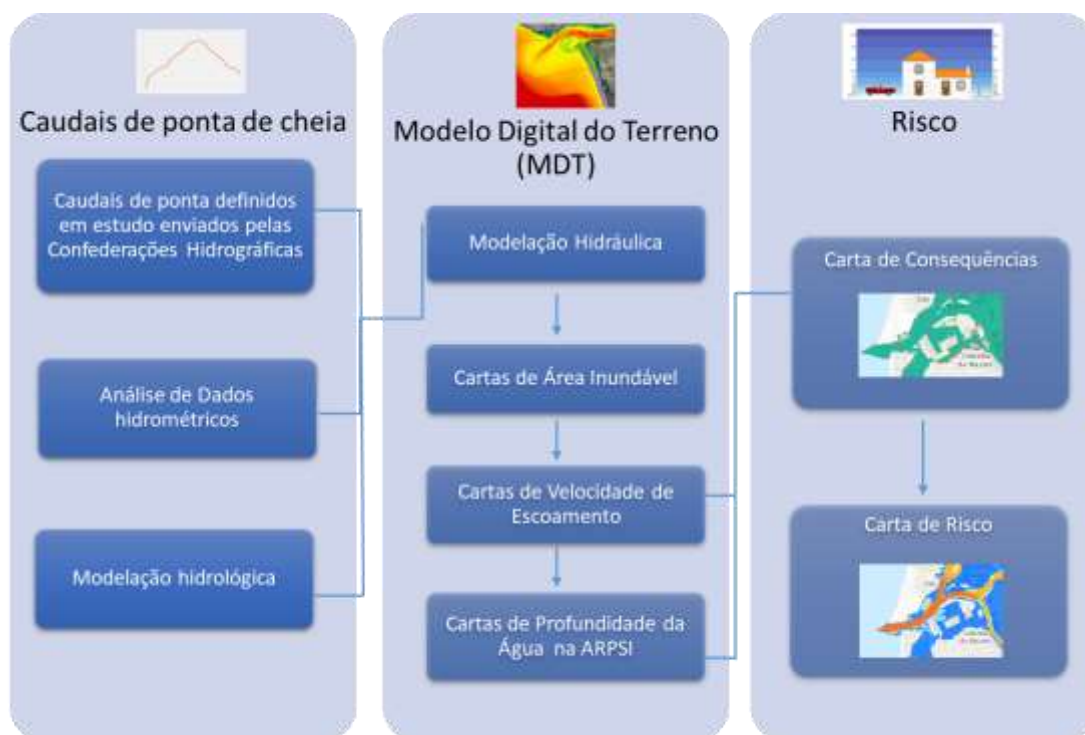 Caudais de ponta de cheia
Caudais de ponta definidos
em estudo enviados pelas
Confederações Hidrográficas
Análise de Dados
hidrométricos
Modelação hidrológica
Modelo Digital do Terreno
(MDT)
Modelação Hidráulica
Cartas de Área Inundável
Cartas de Velocidade de
Escoamento
Cartas de Profundidade da
Água na ARPSI
Risco
Carta de Consequências
Carta de Risco